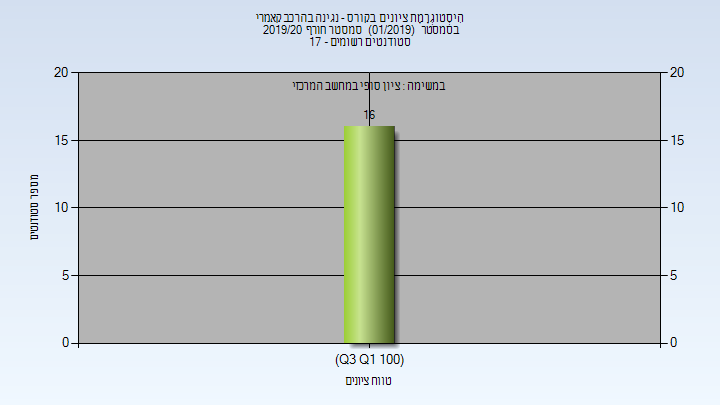 היסטוגרמת ציונים בקורס - נגינה בהרכב קאמרי
בסמסטר (01/2019) סמסטר חורף 2019/20
סטודנטים רשומים - 17
במשימה : ציון סופי במחשב המרכזי
16
20
15
10
5
0
20
15
10
5
0
מספר סטודנטים
(Q3 Q1 100)
טווח ציונים